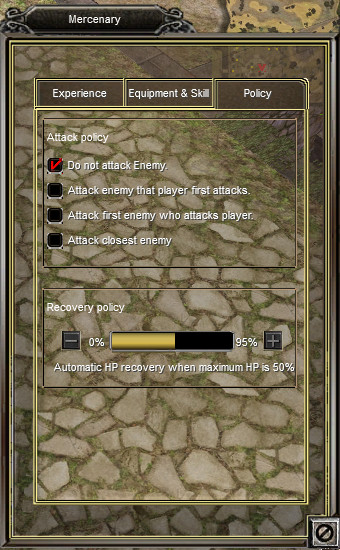 Mercenary
Experience
Equipment & Skill
Policy
Attack policy
Do not attack Enemy.
Attack enemy that player first attacks.
Attack first enemy who attacks player.
Attack closest enemy
Recovery policy
0%
95%
Automatic HP recovery when maximum HP is 50%